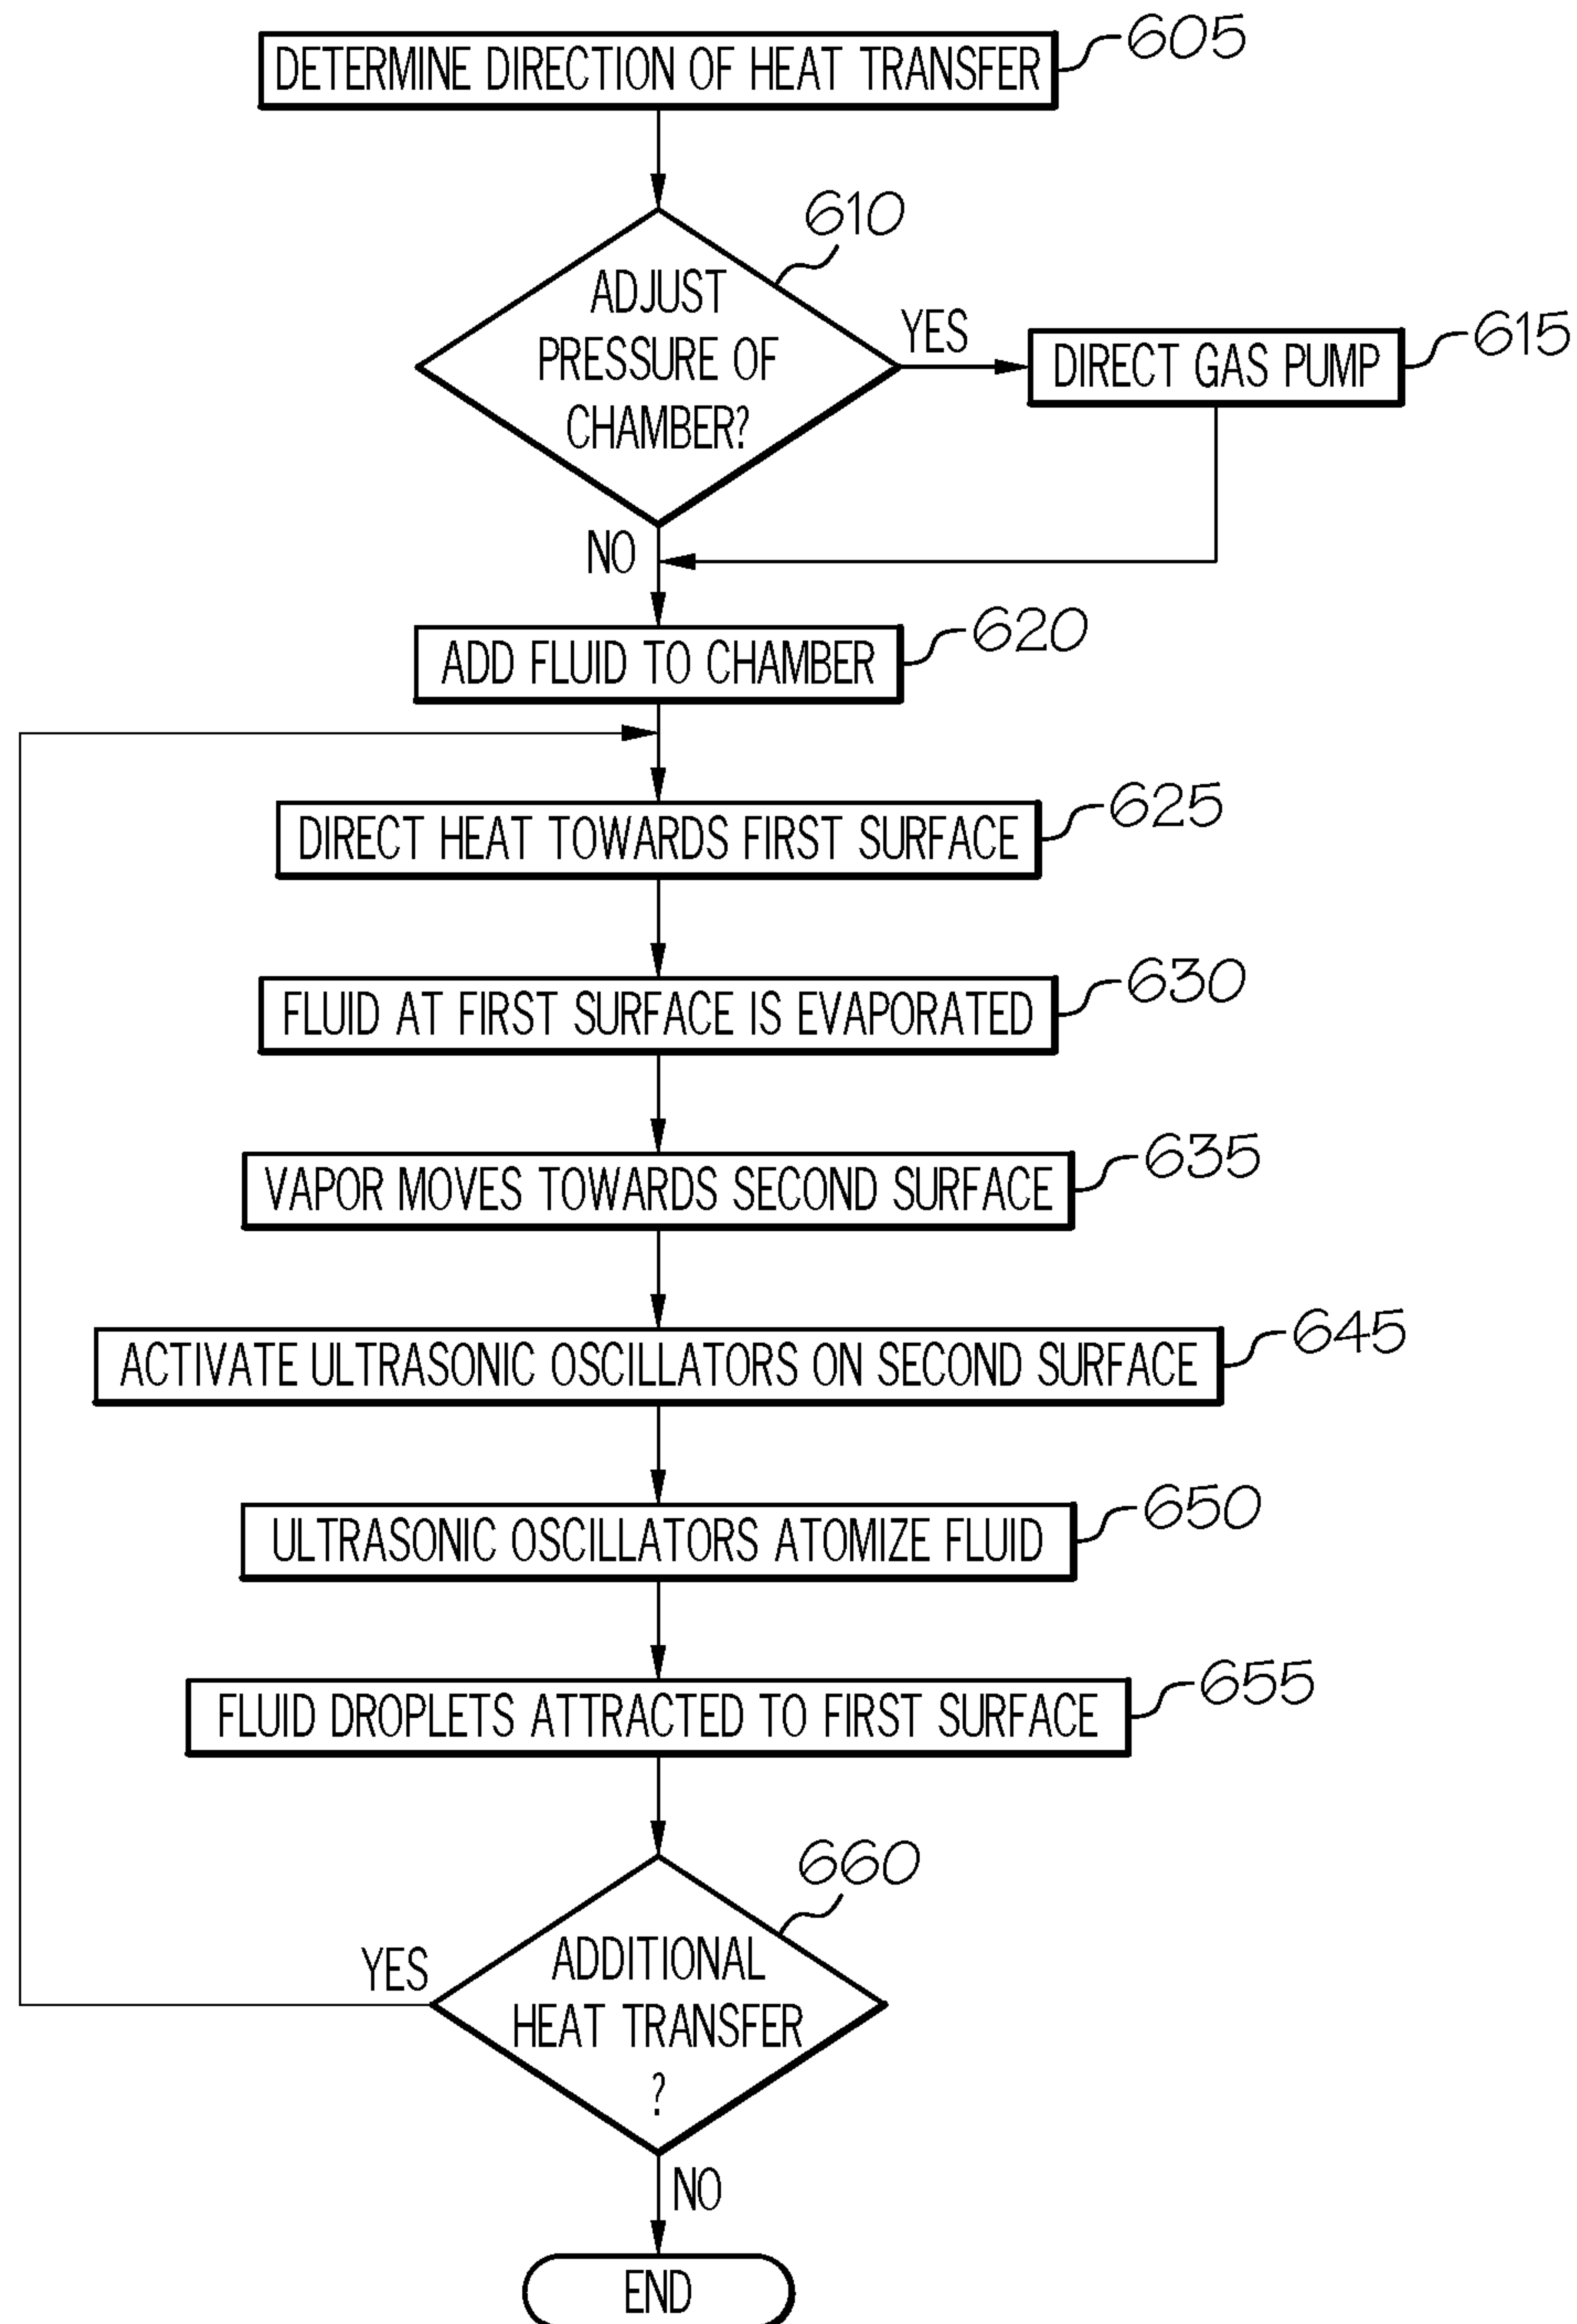 DETERMINE DIRECTION OF HEAT TRANSFER
605
610
ADJUST
PRESSURE OF
CHAMBER?
YES
DIRECT GAS PUMP
615
NO
ADD FLUID TO CHAMBER
620
DIRECT HEAT TOWARDS FIRST SURFACE
625
FLUID AT FIRST SURFACE IS EVAPORATED
630
VAPOR MOVES TOWARDS SECOND SURFACE
635
ACTIVATE ULTRASONIC OSCILLATORS ON SECOND SURFACE
645
ULTRASONIC OSCILLATORS ATOMIZE FLUID
650
FLUID DROPLETS ATTRACTED TO FIRST SURFACE
655
660
YES
ADDITIONAL
HEAT TRANSFER
?
NO
END